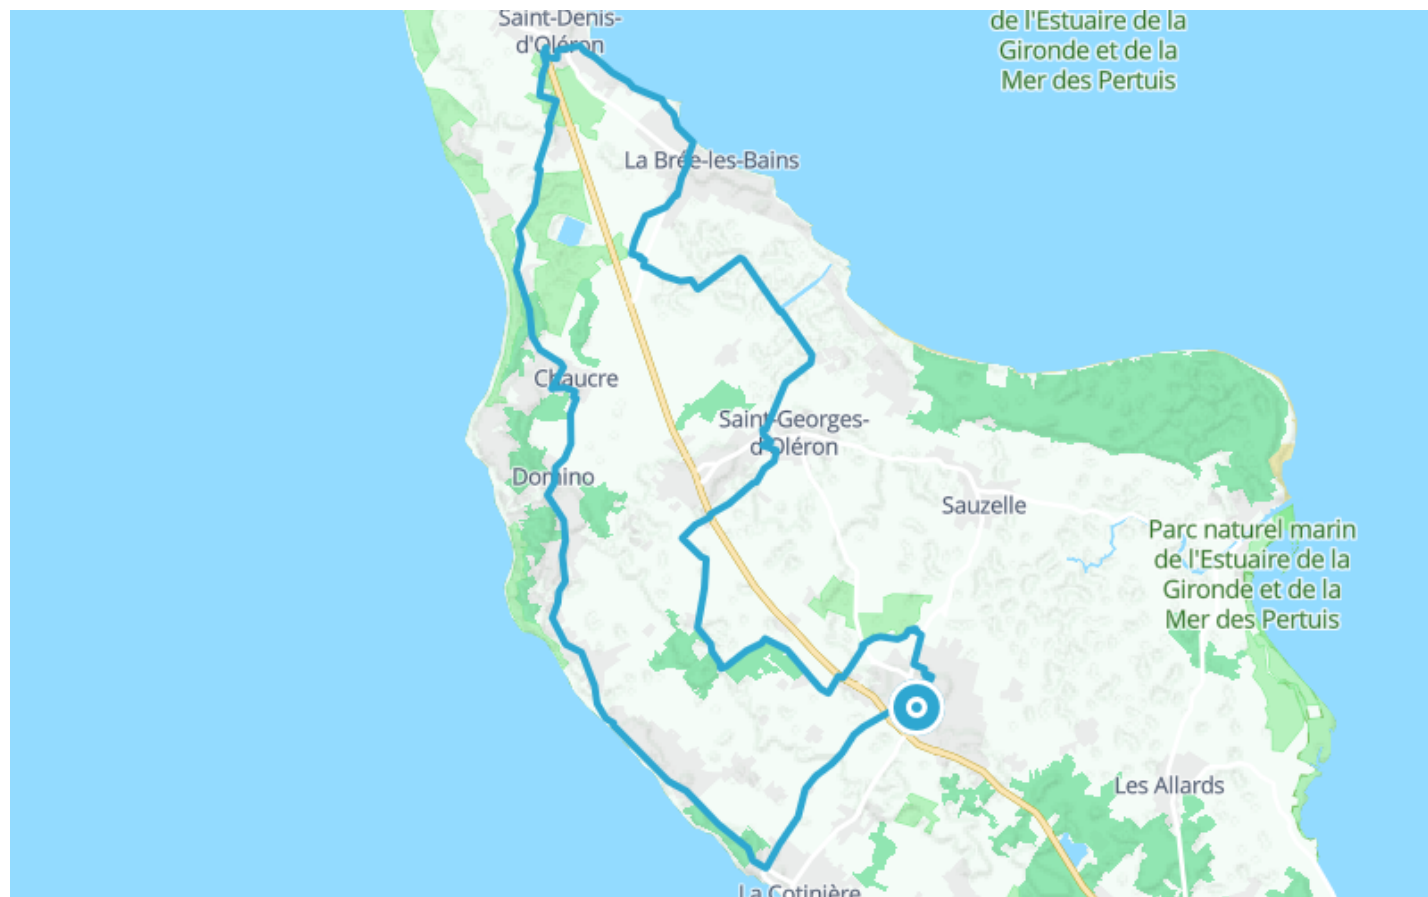 Saint-Denis-
d'Oléron
de l'Estuaire de la
Gironde et de la
Mer des Pertuis
La Brée-les-Bains
Chaucre
Saint-Georges-
d'Oléron
Domino
Sauzelle
Parc naturel marin
de l'Estuaire de la
Gironde et de la
Mer des Pertuis
Les Allards
La Cotinière